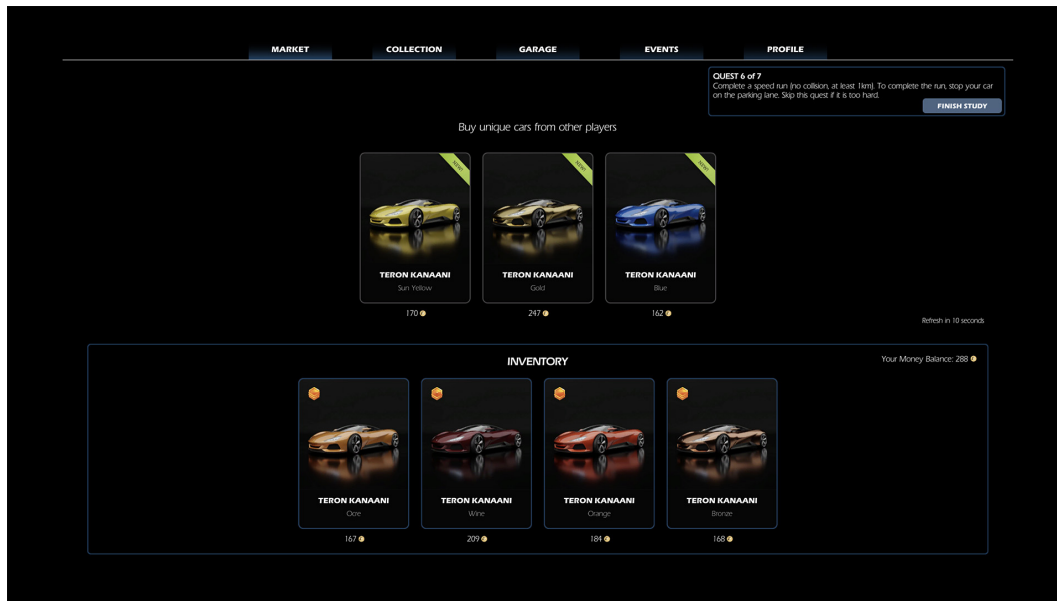 MARKET COLLECTION GARAGE EVENTS PROFILE
QUEST 6 of 7
Complete a speed run (no collision, at least 1km). To complete the run, stop your car
on the parking lane. Skip this quest if it is too hard.
FINISH STUDY
Buy unique cars from other players
NEW! NEW! NEW!
TERON KANAANI TERON KANAANI TERON KANAANI
Sun Yellow Gold Blue
170 247 162
Refresh in 10 seconds
INVENTORY
Your Money Balance: 288
TERON KANAANI TERON KANAANI TERON KANAANI TERON KANAANI
Ocre Wine Orange Bronze
167 209 184 168